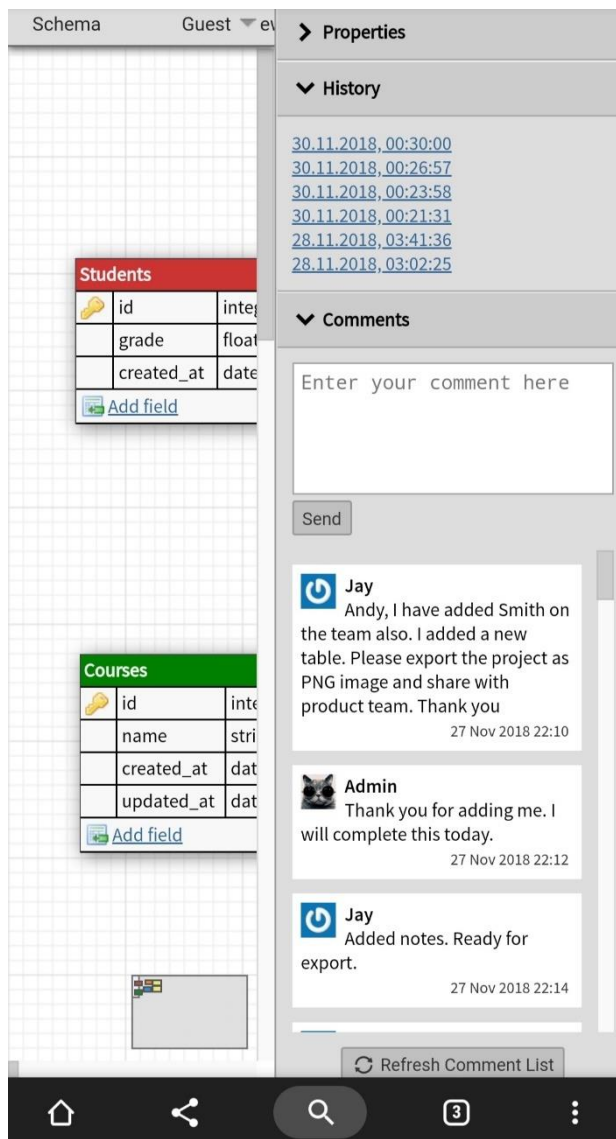 Schema
Guest
Properties
History
30.11.2018, 00:30:00
30.11.2018, 00:26:57
30.11.2018, 00:23:58
30.11.2018, 00:21:31
28.11.2018, 03:41:36
28.11.2018, 03:02:25
Students
id
grade
float
created_at
date
Add field
Comments
Enter your comment here
Send
Jay
Andy, I have added Smith on
the team also. I added a new
table. Please export the project as
PNG image and share with
product team. Thank you
27 Nov 2018 22:10
Courses
id
name
created_at
updated_at
Add field
Admin
Thank you for adding me. I
will complete this today.
27 Nov 2018 22:12
Jay
Added notes. Ready for
export.
27 Nov 2018 22:14
Refresh Comment List
3